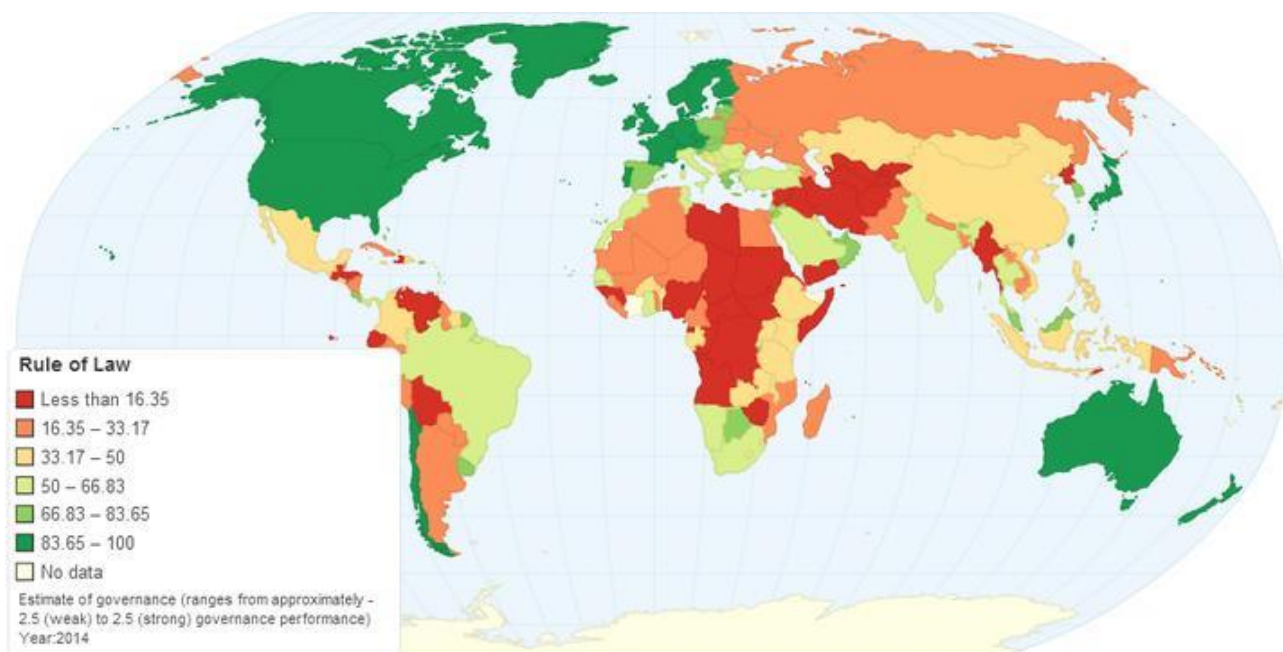 Rule of Law
Less than 16.35
16.35 – 33.17
33.17 – 50
50 – 66.83
66.83 – 83.65
83.65 – 100
No data
Estimate of governance (ranges from approximately -
2.5 (weak) to 2.5 (strong) governance performance)
Year:2014